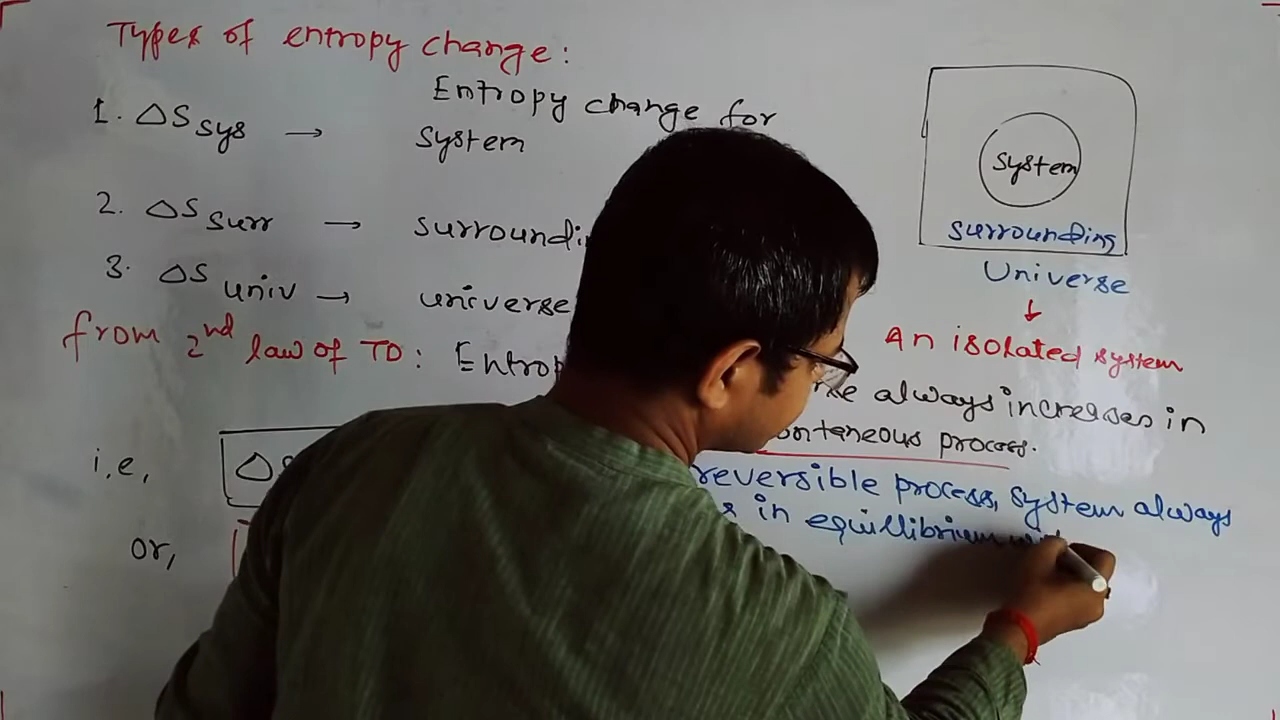 Types of entropy change:
Entropy change for
1. ΔS sys → system
2. ΔS surr → surroundi
3. ΔS univ → universe
from 2nd law of TD: Entrop
always increases in
ontaneous process.
i.e, ΔS
reversible process, system always
in equillibrium
or,
system
surrounding
Universe
↓
An isolated system